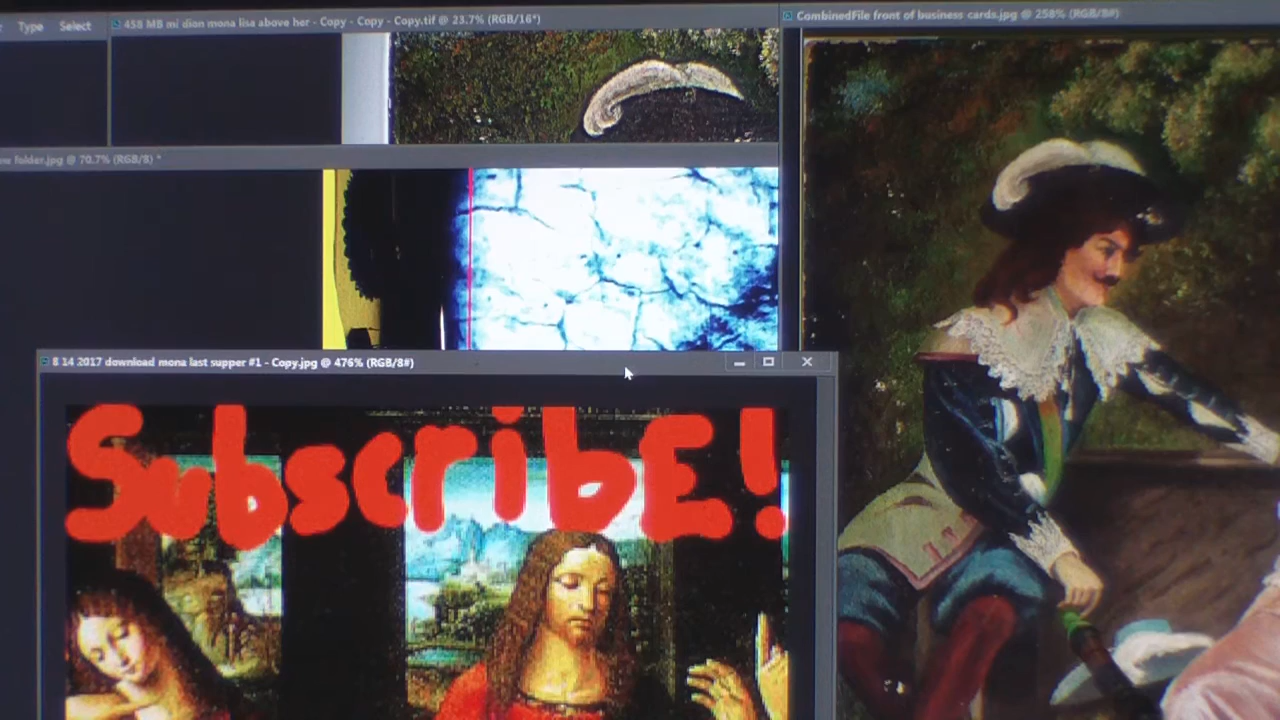 Type Select
458 MB mi dion mona lisa above her - Copy - Copy - Copy.tif @ 23.7% (RGB/16*)
CombinedFile front of business cards.jpg @ 258% (RGB/8#)
folder.jpg @ 70.7% (RGB/8) *
8 14 2017 download mona last supper #1 - Copy.jpg @ 476% (RGB/8#)
SubscribE!